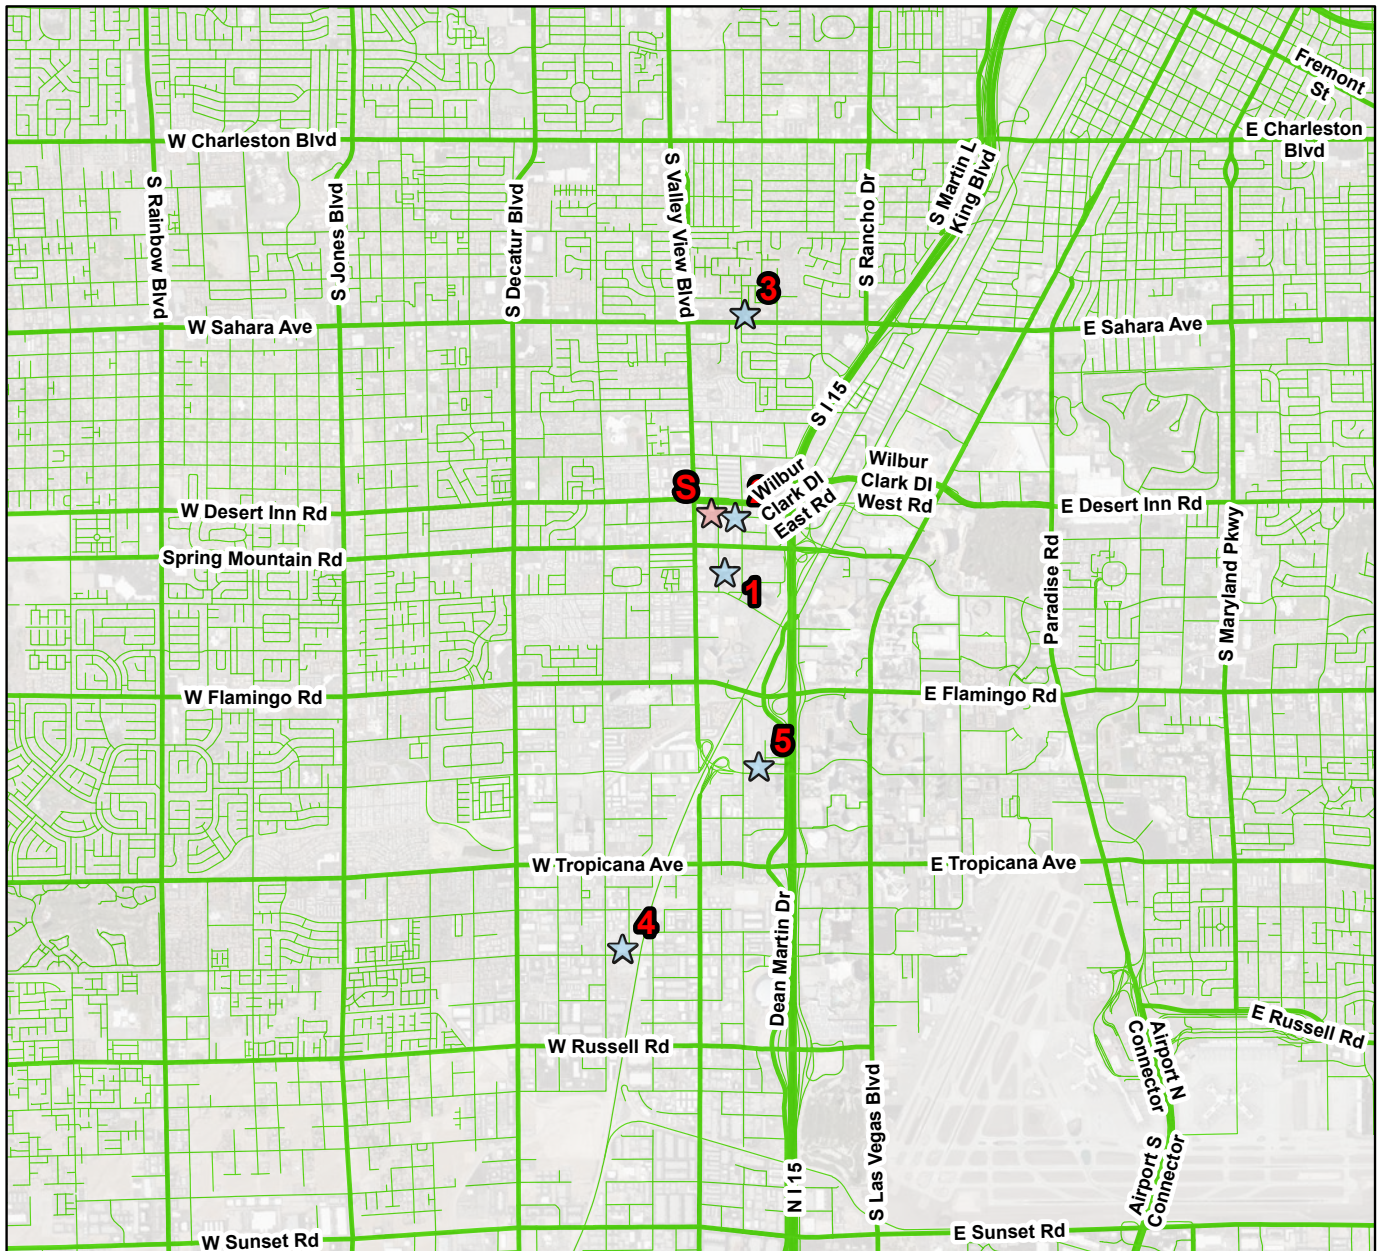 Fremont
St
W Charleston Blvd
E Charleston
Blvd
S Rainbow Blvd
S Jones Blvd
S Decatur Blvd
S Valley View Blvd
S Rancho Dr
S Martin L
King Blvd
3
W Sahara Ave
E Sahara Ave
S I 15
S
Wilbur
Clark DI
East Rd
Wilbur
Clark DI
West Rd
W Desert Inn Rd
E Desert Inn Rd
Spring Mountain Rd
1
Paradise Rd
S Maryland Pkwy
W Flamingo Rd
E Flamingo Rd
5
W Tropicana Ave
E Tropicana Ave
4
Dean Martin Dr
W Russell Rd
E Russell Rd
Airport N
Connector
S Las Vegas Blvd
Airport S
Connector
N I 15
W Sunset Rd
E Sunset Rd